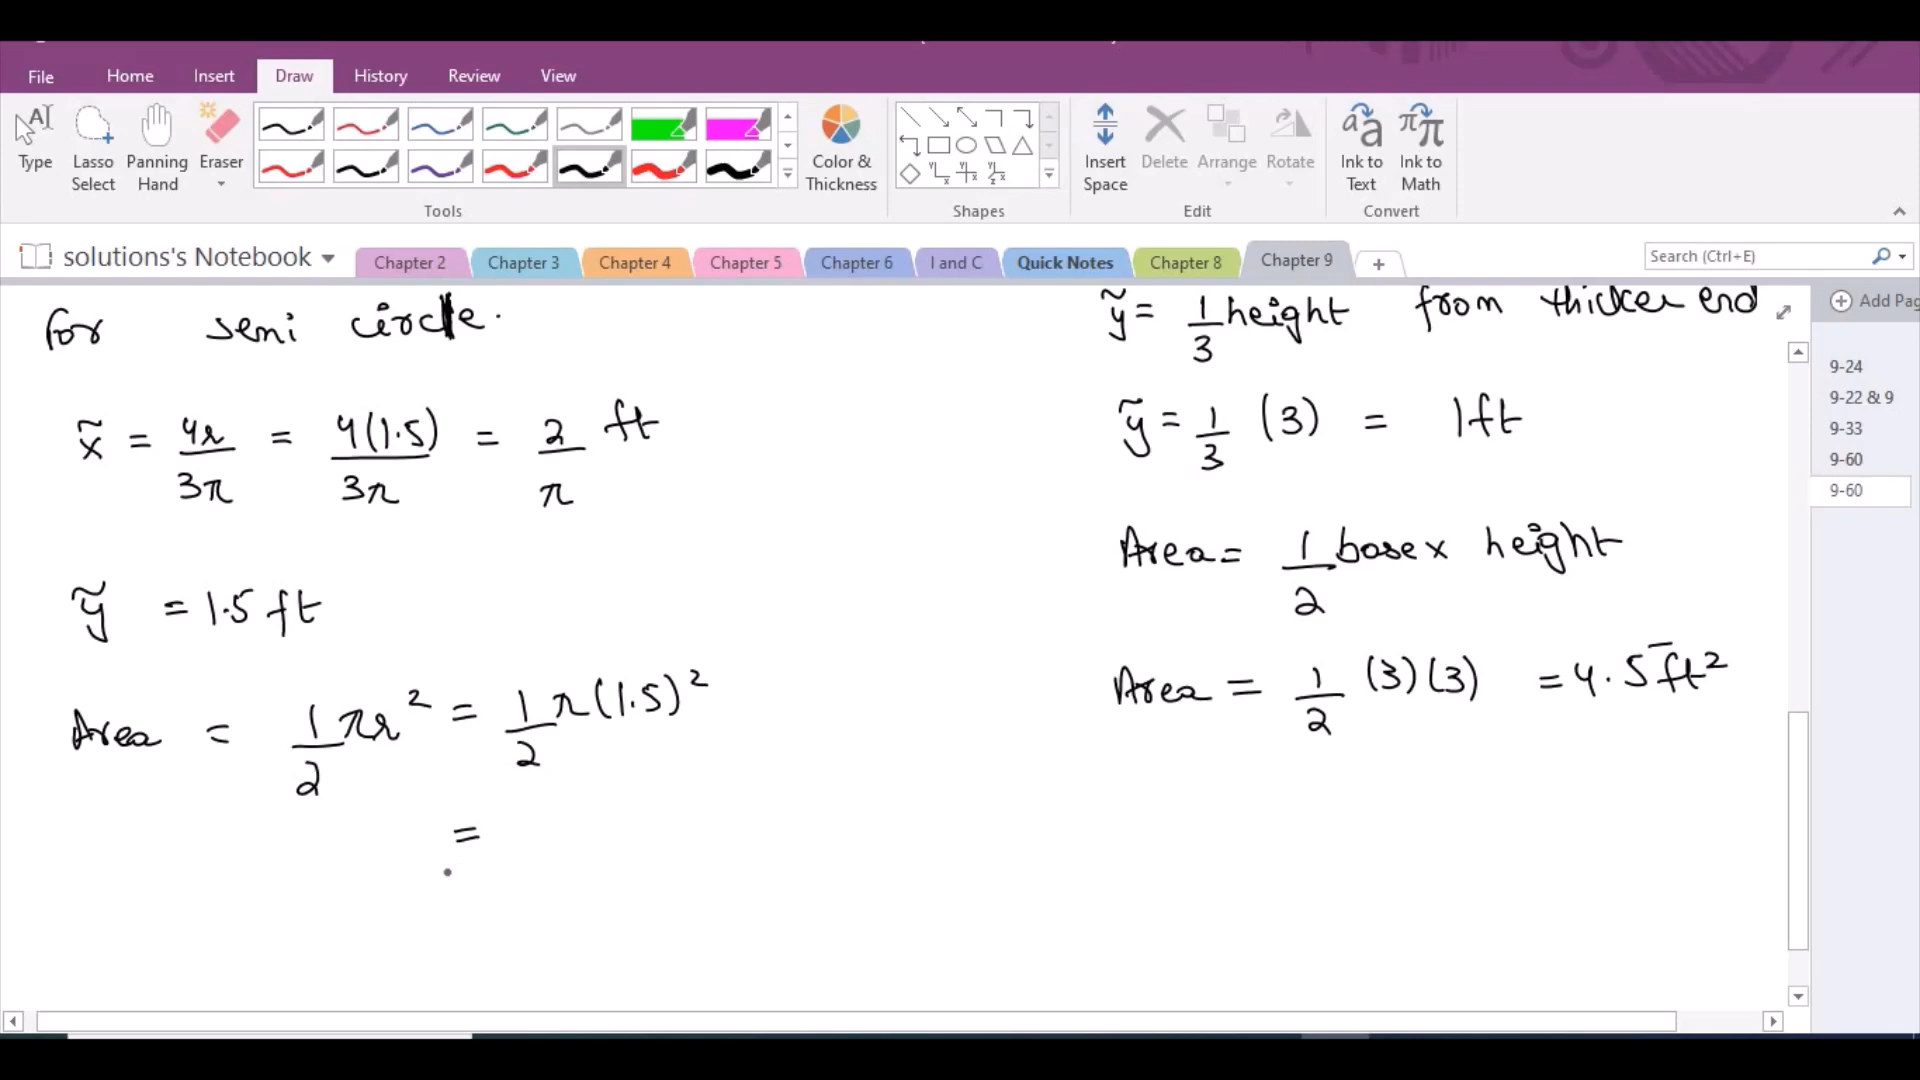 File Home Insert Draw History Review View
Type
Lasso Select
Panning Hand
Eraser
Color & Thickness
Insert Space
Delete
Arrange
Rotate
Ink to Text
Ink to Math
Tools
Shapes
Edit
Convert
solutions's Notebook
Chapter 2
Chapter 3
Chapter 4
Chapter 5
Chapter 6
I and C
Quick Notes
Chapter 8
Chapter 9
Search (Ctrl+E)
Add Pag
9-24
9-22 & 9
9-33
9-60
9-60
for semi circle.
x̃ = 4r/3π = 4(1.5)/3π = 2/π ft
ỹ = 1.5 ft
Area = 1/2 πr² = 1/2 π(1.5)²
=
ỹ = 1/3 height from thicker end
ỹ = 1/3 (3) = 1ft
Area = 1/2 base x height
Area = 1/2 (3)(3) = 4.5 ft²